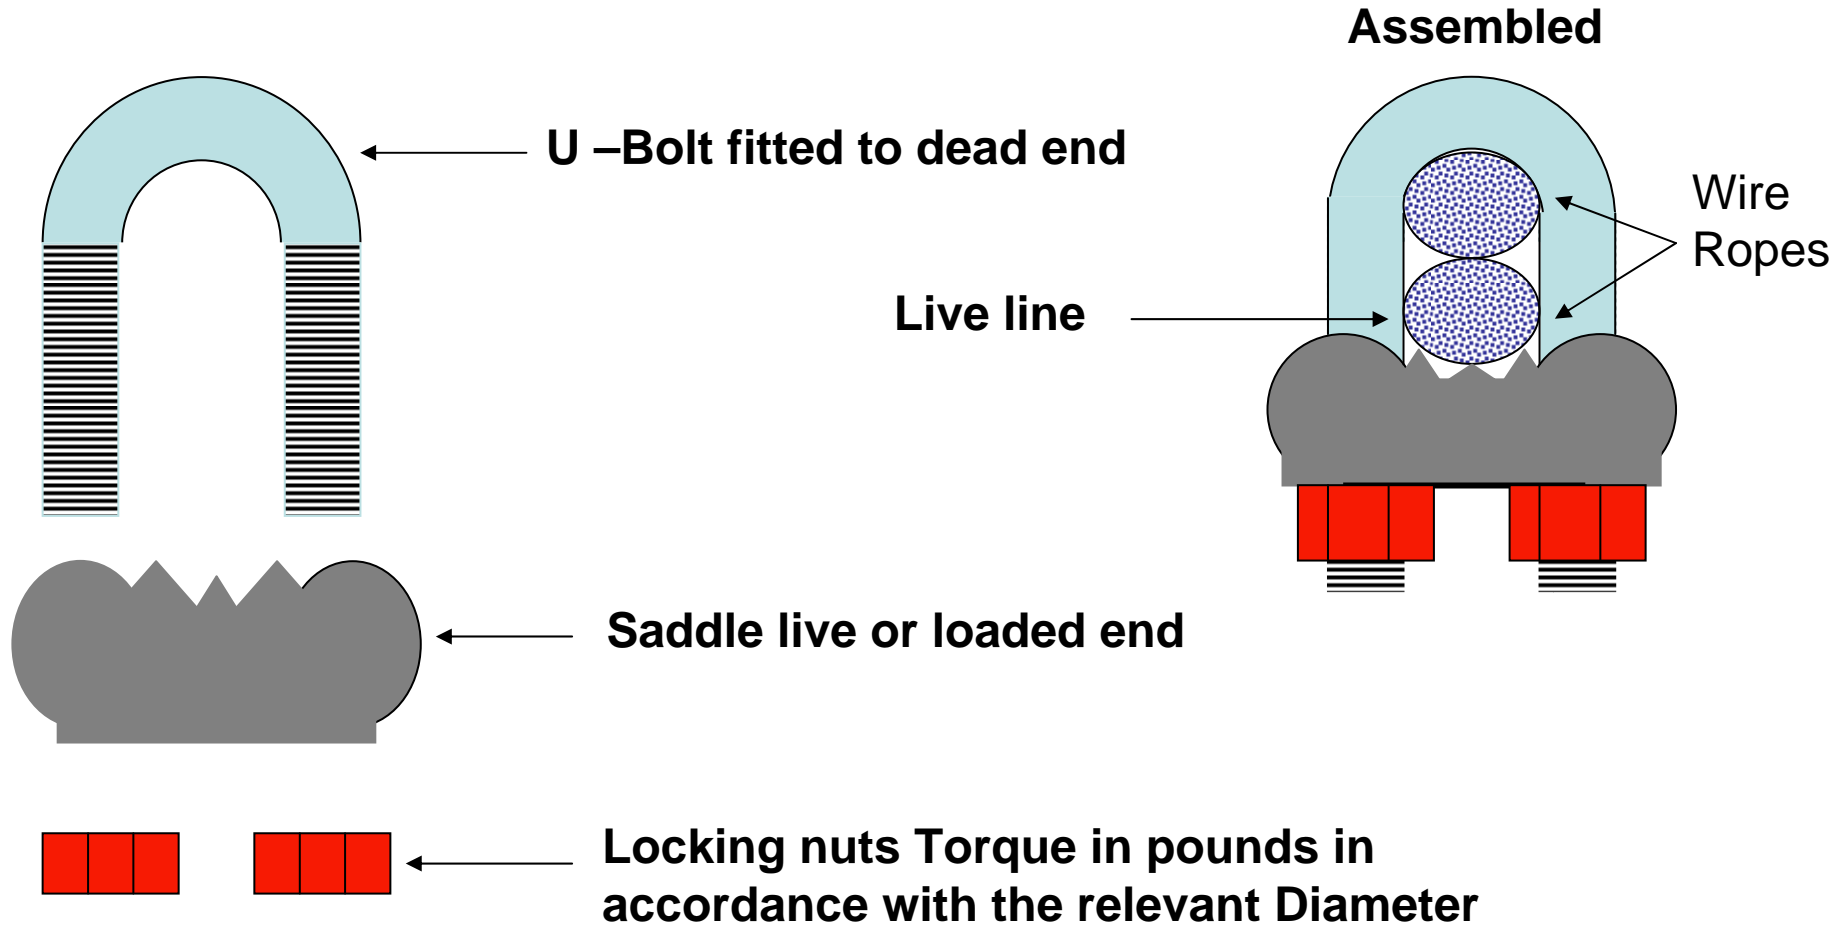 Assembled
U –Bolt fitted to dead end
Wire
Ropes
Live line
Saddle live or loaded end
Locking nuts Torque in pounds in
accordance with the relevant Diameter